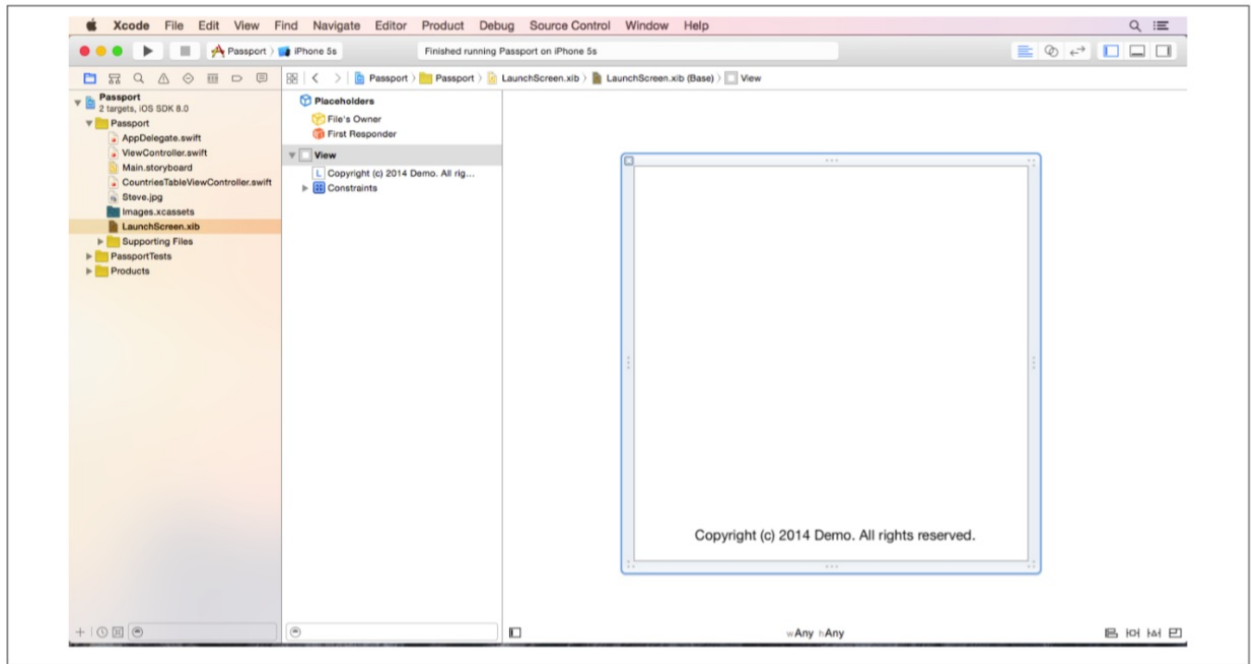 Xcode File Edit View Find Navigate Editor Product Debug Source Control Window Help
Passport iPhone 5s Finished running Passport on iPhone 5s
Passport Passport LaunchScreen.xib LaunchScreen.xib (Base) View
Passport
2 targets, iOS SDK 8.0
Passport
AppDelegate.swift
ViewController.swift
Main.storyboard
CountriesTableViewController.swift
Steve.jpg
Images.xcassets
LaunchScreen.xib
Supporting Files
PassportTests
Products
Placeholders
File's Owner
First Responder
View
L Copyright (c) 2014 Demo. All rig...
Constraints
Copyright (c) 2014 Demo. All rights reserved.
wAny hAny